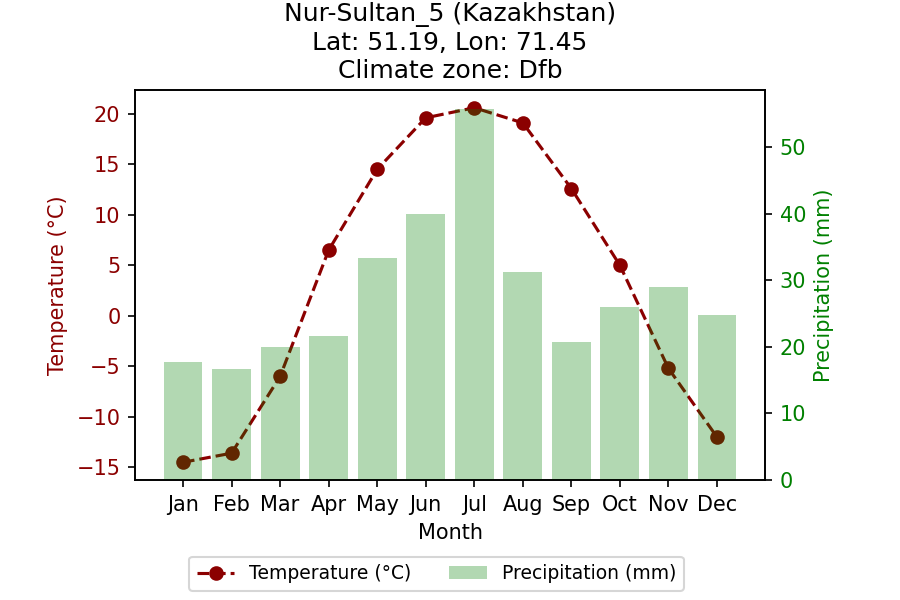 Nur-Sultan_5 (Kazakhstan)
Lat: 51.19, Lon: 71.45
Climate zone: Dfb
Temperature (°C)
20
15
10
5
0
−5
−10
−15
50
40
30
20
10
0
Precipitation (mm)
Jan Feb Mar Apr May Jun Jul Aug Sep Oct Nov Dec
Month
Temperature (°C) Precipitation (mm)